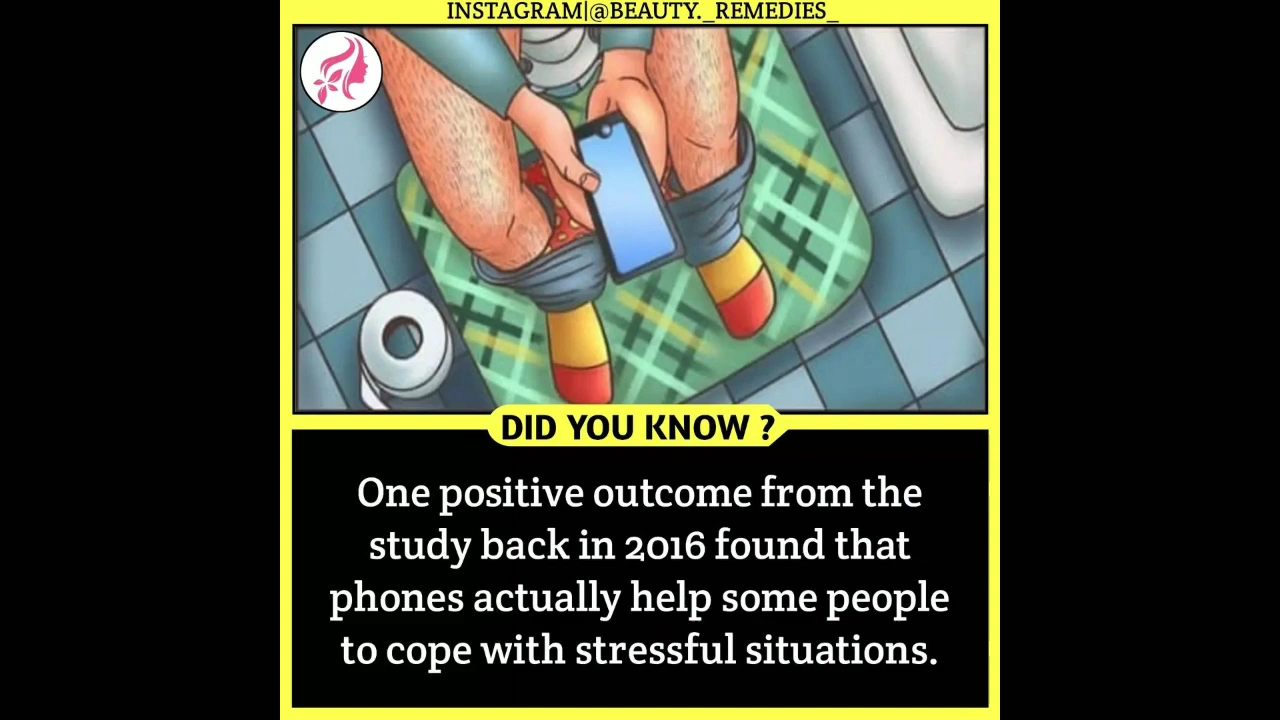 INSTAGRAM|@BEAUTY._REMEDIES_
DID YOU KNOW ?
One positive outcome from the
study back in 2016 found that
phones actually help some people
to cope with stressful situations.